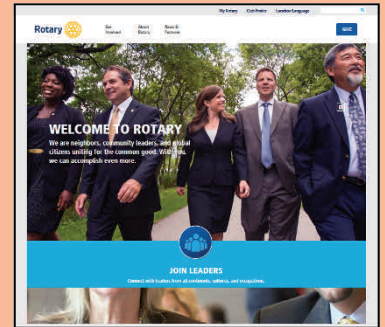 My Rotary Club Finder Location/Language
Rotary
Get
Involved
About
Rotary
News &
Features
GIVE
WELCOME TO ROTARY
We are neighbors, community leaders, and global
citizens uniting for the common good. With you,
we can accomplish even more.
JOIN LEADERS
Connect with leaders from all continents, cultures, and occupations.